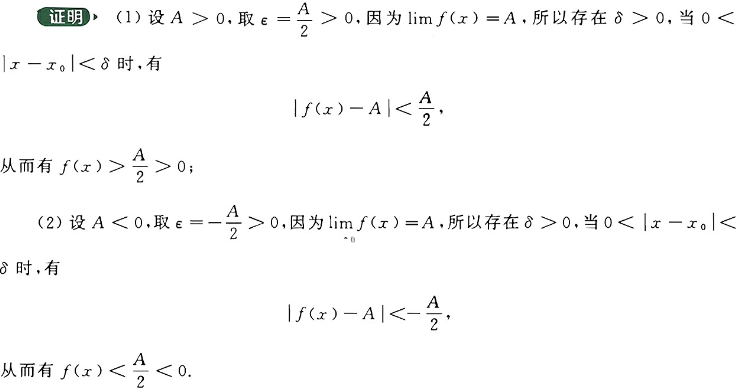 证明 (1) 设 A > 0,取 ε = A/2 > 0,因为 lim f(x) = A,所以存在 δ > 0,当 0 <
|x − x₀| < δ 时,有
|f(x) − A| < A/2,
从而有 f(x) > A/2 > 0;
(2) 设 A < 0,取 ε = −A/2 > 0,因为 lim f(x) = A,所以存在 δ > 0,当 0 < |x − x₀| <
δ 时,有
|f(x) − A| < −A/2,
从而有 f(x) < A/2 < 0.